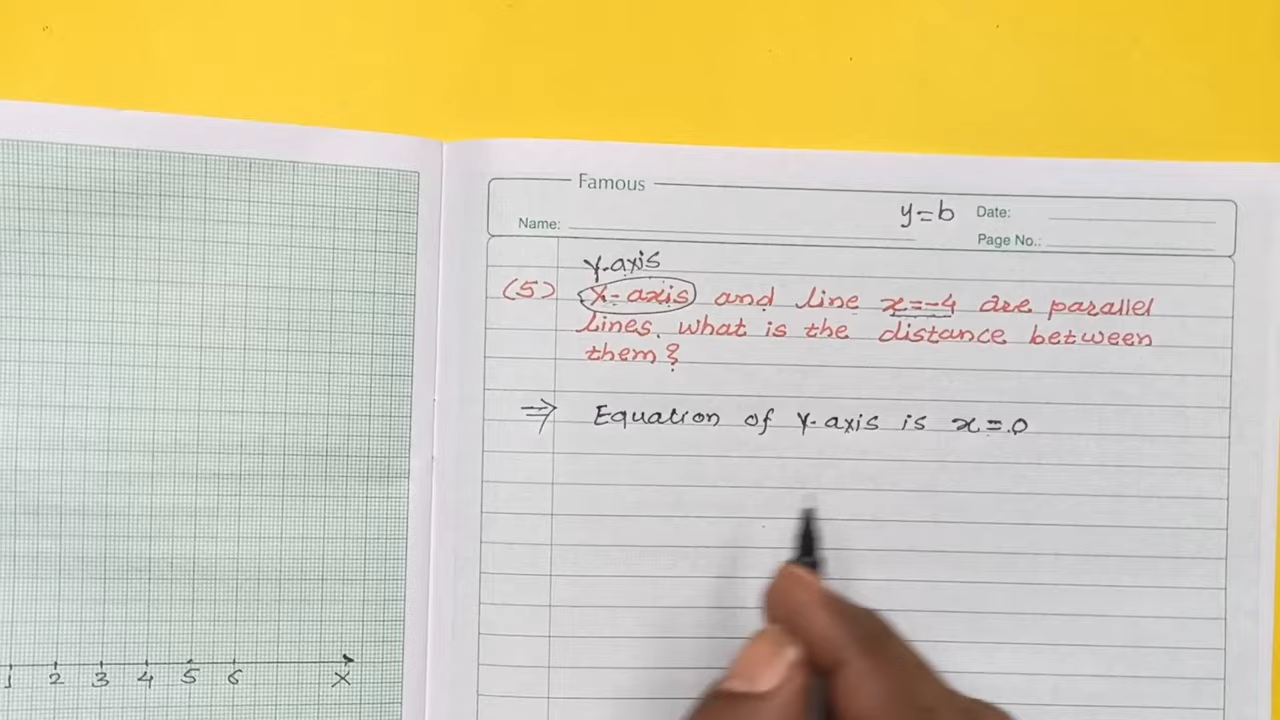 Famous
y=b
Date:
Name:
Page No.:
Y-axis
(5) X-axis and line x=-4 are parallel
lines. what is the distance between
them?
⇒ Equation of Y-axis is x=0
1 2 3 4 5 6 X